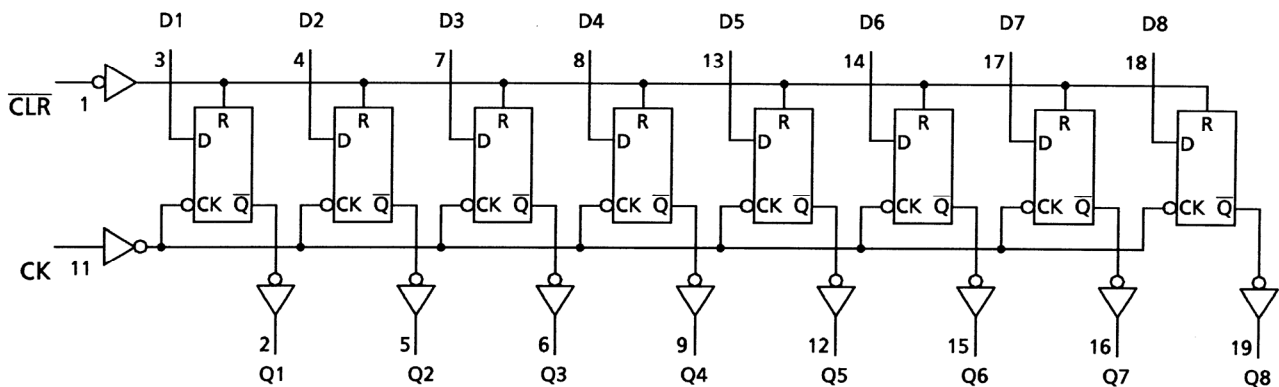 D1 D2 D3 D4 D5 D6 D7 D8
3 4 7 8 13 14 17 18
C̅L̅R̅ 1
R R R R R R R R
D D D D D D D D
CK Q̅ CK Q̅ CK Q̅ CK Q̅ CK Q̅ CK Q̅ CK Q̅ CK Q̅
CK 11
2 5 6 9 12 15 16 19
Q1 Q2 Q3 Q4 Q5 Q6 Q7 Q8